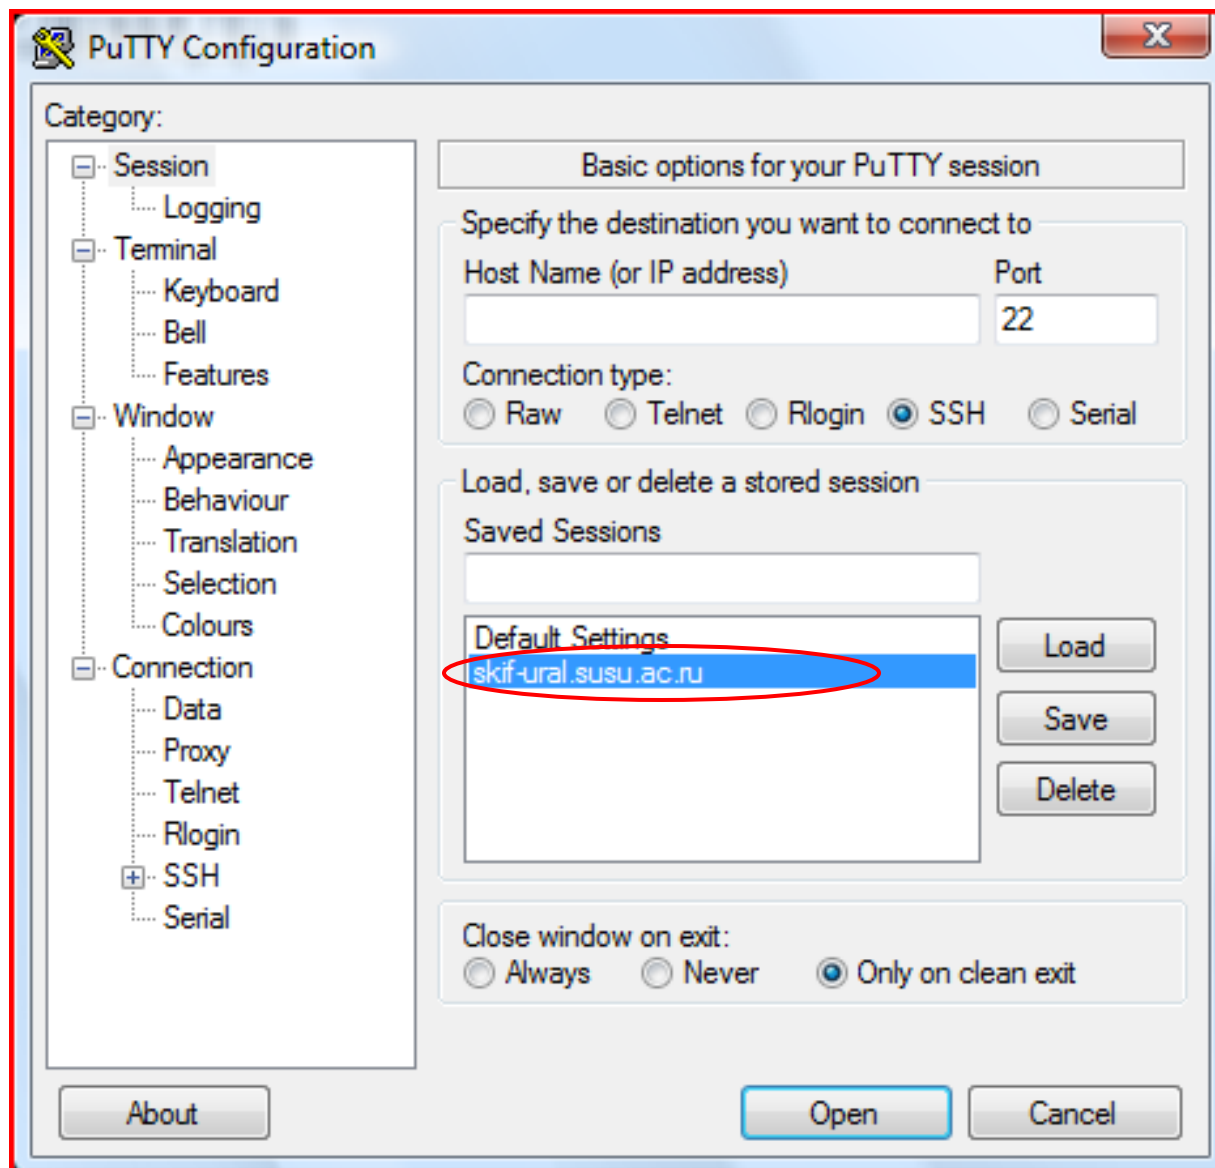 PuTTY Configuration
Category:
Session
Logging
Terminal
Keyboard
Bell
Features
Window
Appearance
Behaviour
Translation
Selection
Colours
Connection
Data
Proxy
Telnet
Rlogin
SSH
Serial
Basic options for your PuTTY session
Specify the destination you want to connect to
Host Name (or IP address) Port
22
Connection type:
Raw Telnet Rlogin SSH Serial
Load, save or delete a stored session
Saved Sessions
Default Settings
skif-ural.susu.ac.ru
Load
Save
Delete
Close window on exit:
Always Never Only on clean exit
About Open Cancel